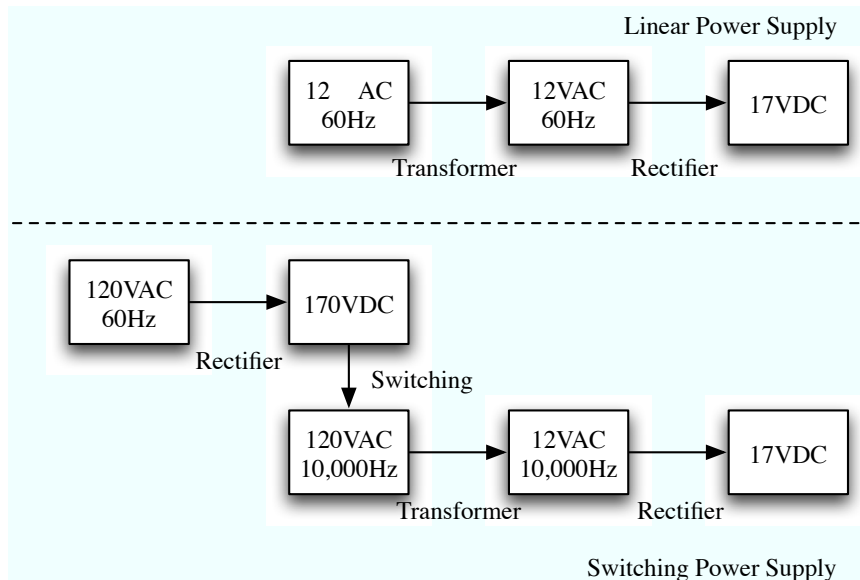 Linear Power Supply
12 AC
60Hz
12VAC
60Hz
17VDC
Transformer
Rectifier
120VAC
60Hz
170VDC
Rectifier
Switching
120VAC
10,000Hz
12VAC
10,000Hz
17VDC
Transformer
Rectifier
Switching Power Supply